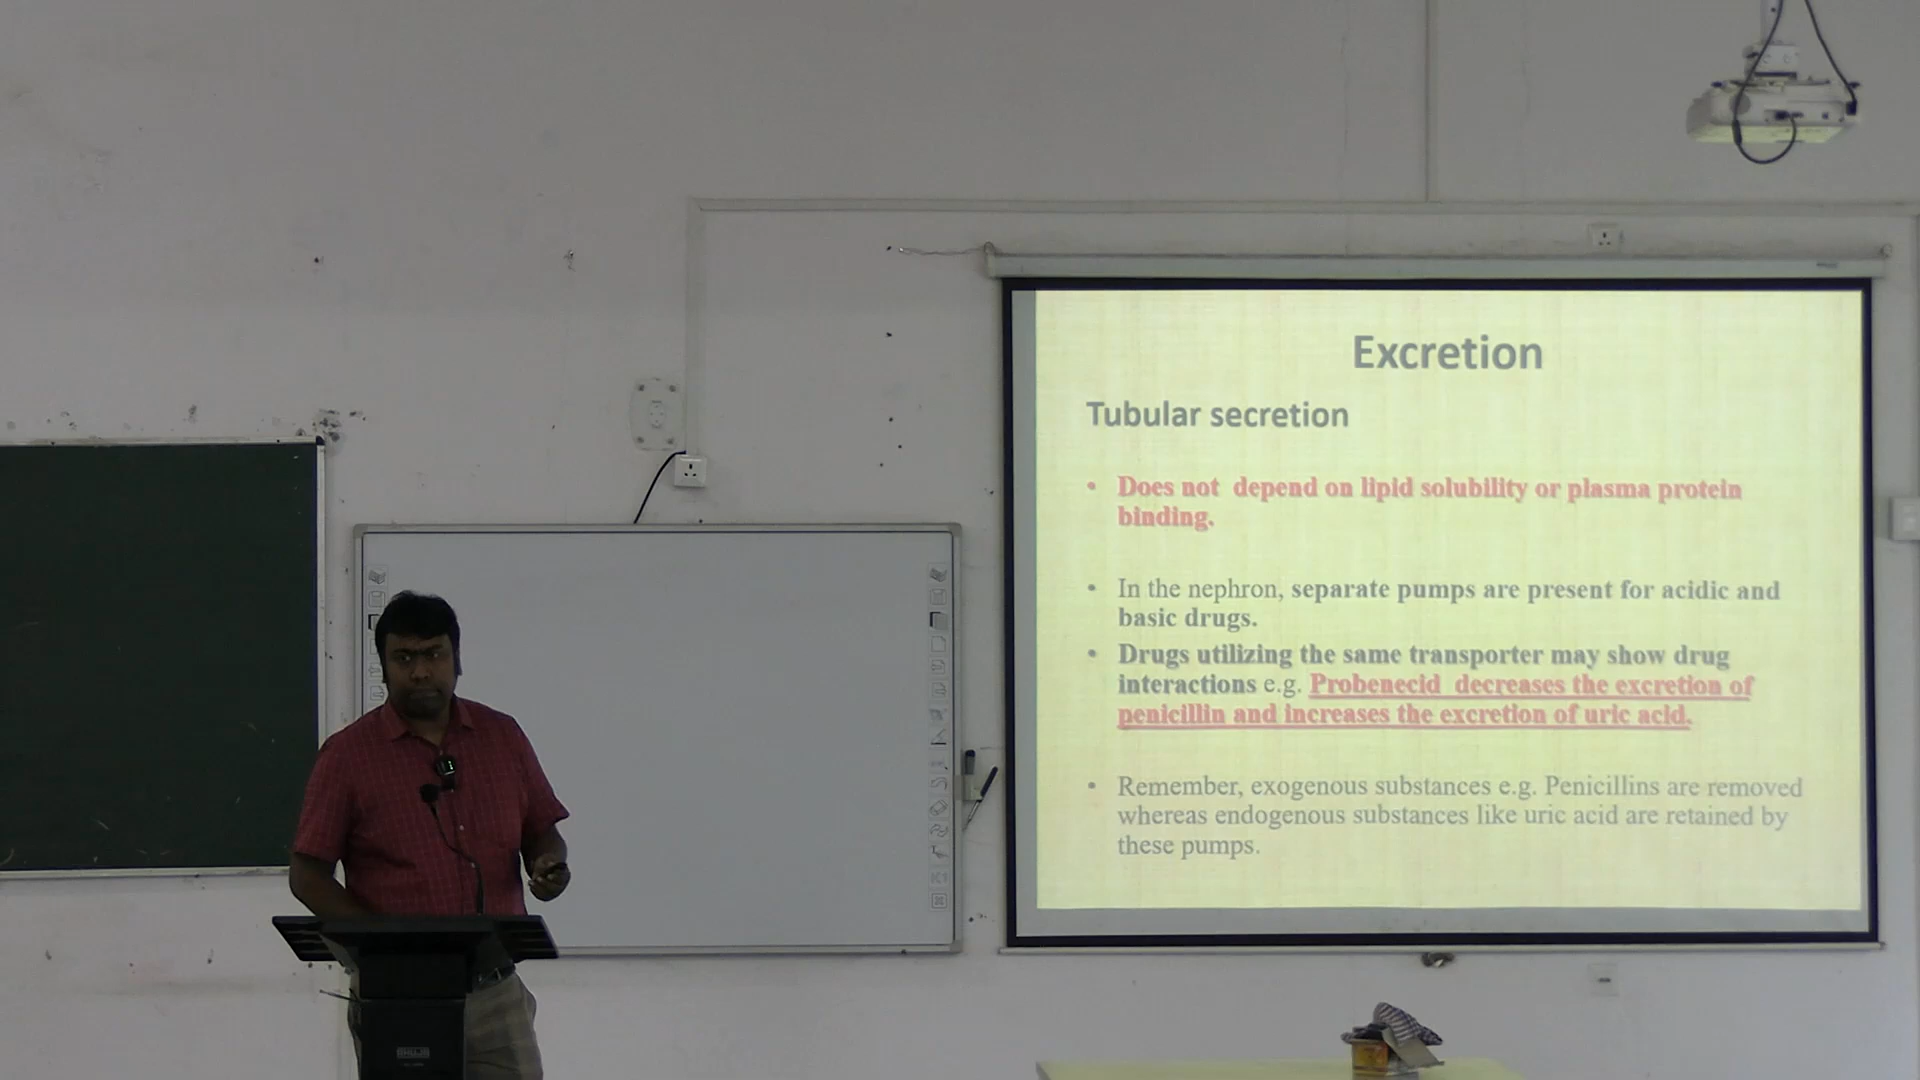 Excretion
Tubular secretion
• Does not depend on lipid solubility or plasma protein
binding.
• In the nephron, separate pumps are present for acidic and
basic drugs.
• Drugs utilizing the same transporter may show drug
interactions e.g. Probenecid decreases the excretion of
penicillin and increases the excretion of uric acid.
• Remember, exogenous substances e.g. Penicillins are removed
whereas endogenous substances like uric acid are retained by
these pumps.